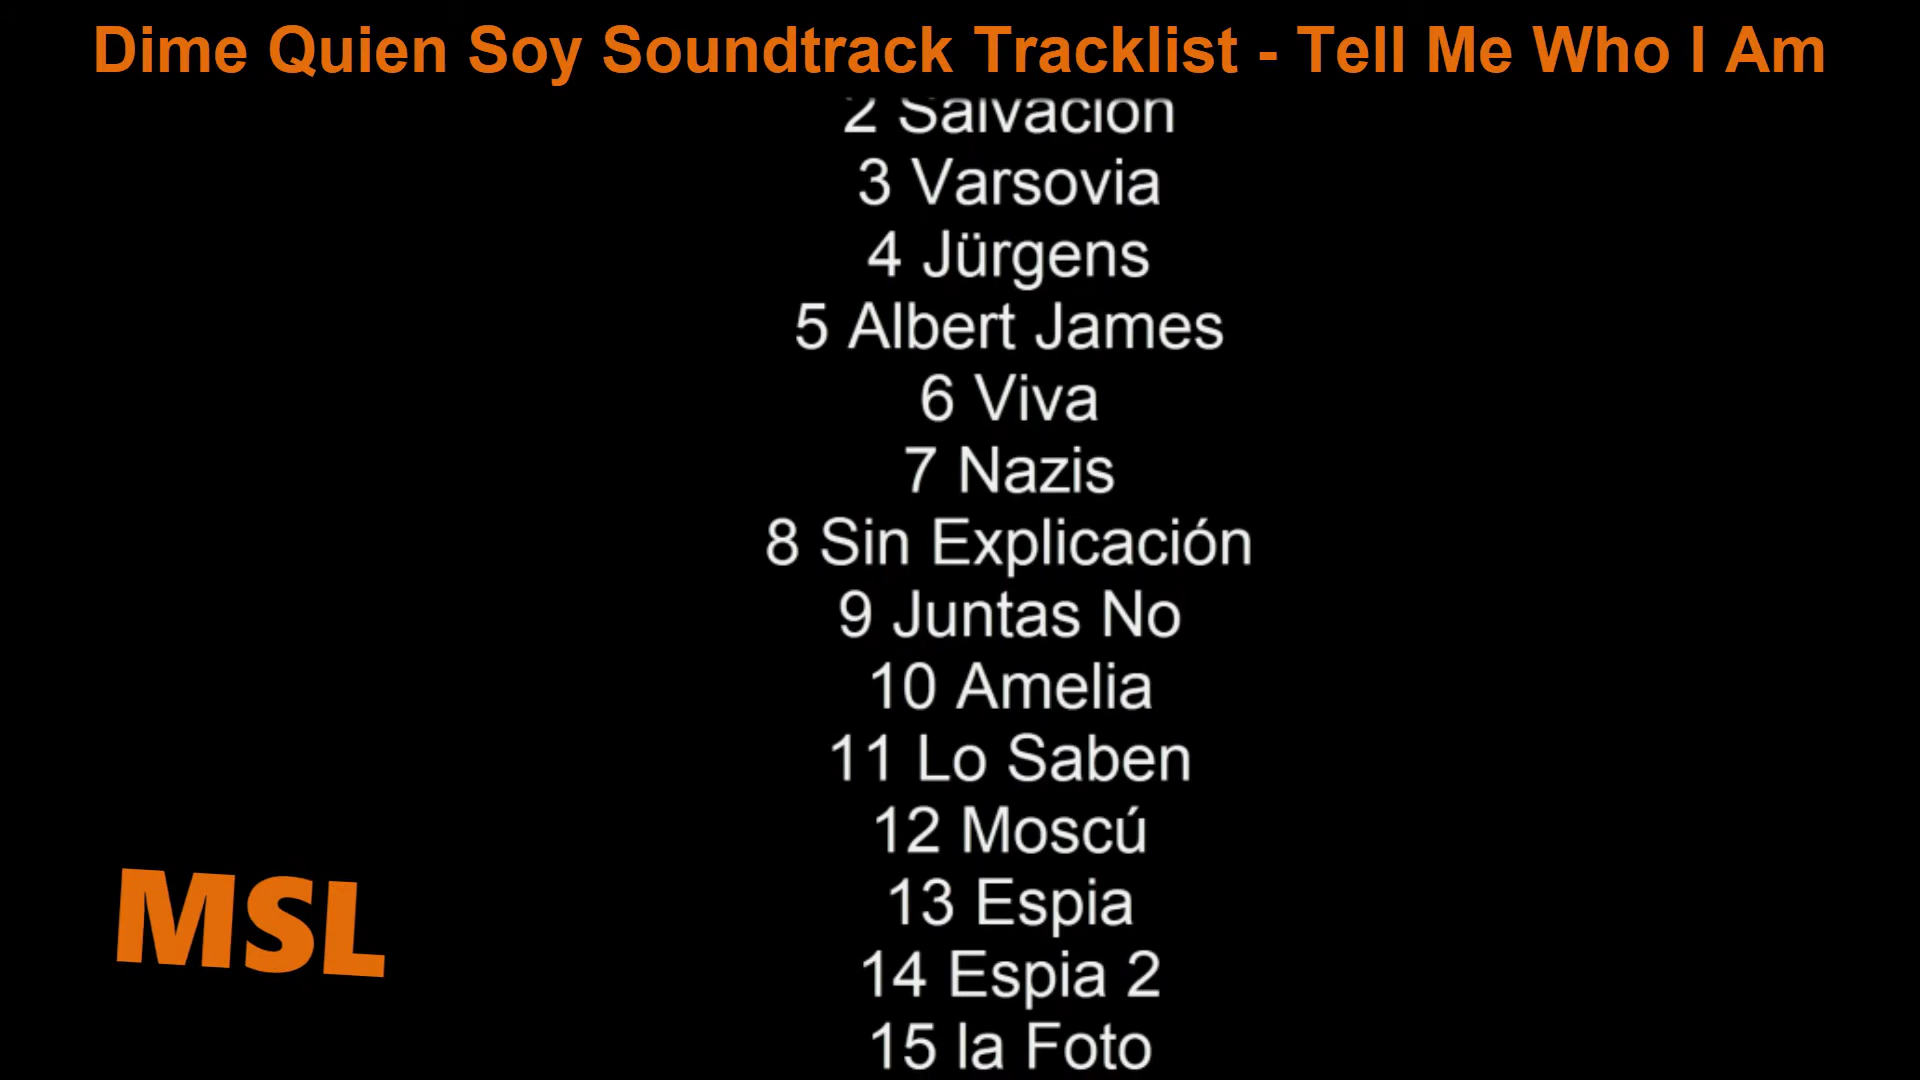 Dime Quien Soy Soundtrack Tracklist - Tell Me Who I Am
2 Salvación
3 Varsovia
4 Jürgens
5 Albert James
6 Viva
7 Nazis
8 Sin Explicación
9 Juntas No
10 Amelia
11 Lo Saben
12 Moscú
13 Espia
14 Espia 2
15 la Foto
MSL